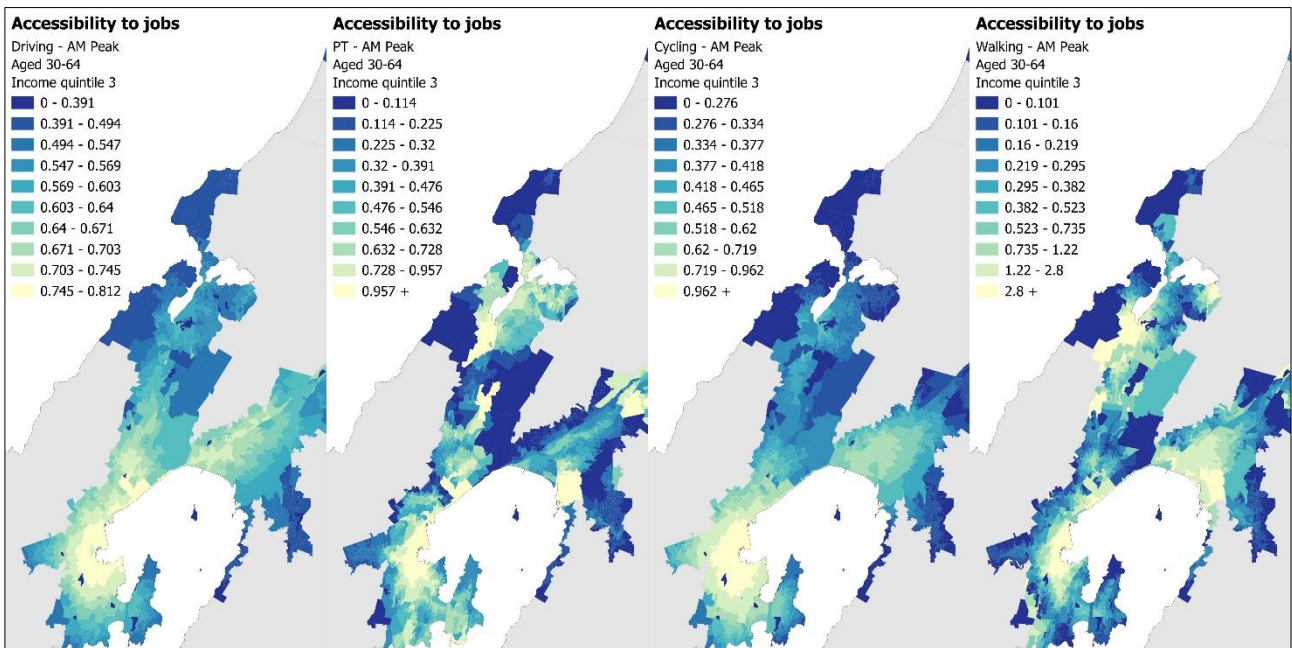 Accessibility to jobs
Driving - AM Peak
Aged 30-64
Income quintile 3
0 - 0.391
0.391 - 0.494
0.494 - 0.547
0.547 - 0.569
0.569 - 0.603
0.603 - 0.64
0.64 - 0.671
0.671 - 0.703
0.703 - 0.745
0.745 - 0.812
Accessibility to jobs
PT - AM Peak
Aged 30-64
Income quintile 3
0 - 0.114
0.114 - 0.225
0.225 - 0.32
0.32 - 0.391
0.391 - 0.476
0.476 - 0.546
0.546 - 0.632
0.632 - 0.728
0.728 - 0.957
0.957 +
Accessibility to jobs
Cycling - AM Peak
Aged 30-64
Income quintile 3
0 - 0.276
0.276 - 0.334
0.334 - 0.377
0.377 - 0.418
0.418 - 0.465
0.465 - 0.518
0.518 - 0.62
0.62 - 0.719
0.719 - 0.962
0.962 +
Accessibility to jobs
Walking - AM Peak
Aged 30-64
Income quintile 3
0 - 0.101
0.101 - 0.16
0.16 - 0.219
0.219 - 0.295
0.295 - 0.382
0.382 - 0.523
0.523 - 0.735
0.735 - 1.22
1.22 - 2.8
2.8 +